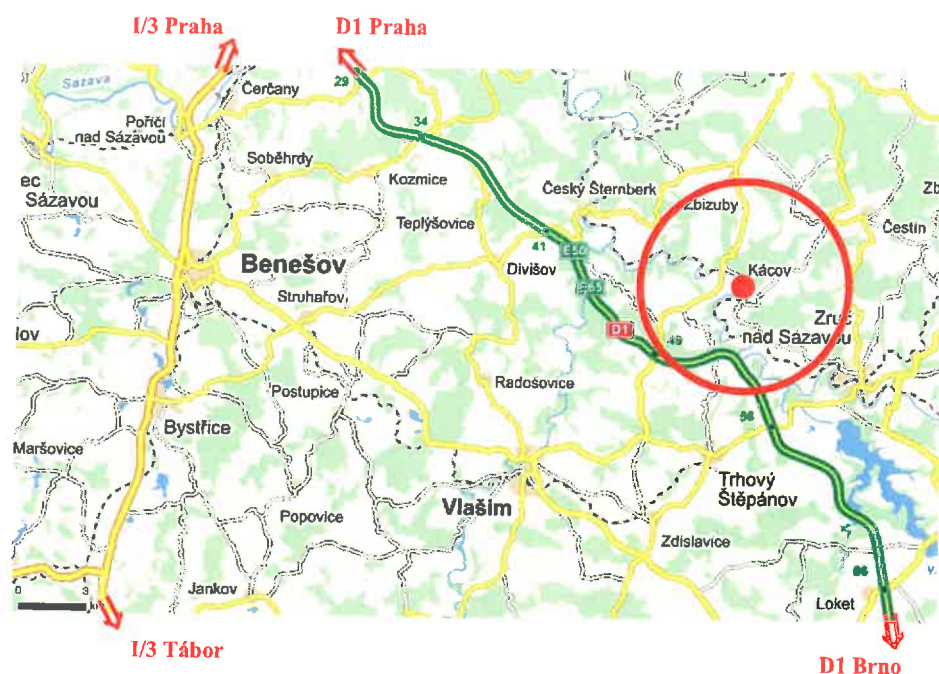 I/3 Praha
D1 Praha
Sázava
29
Čerčany
Poříčí
nad Sázavou
34
Soběhrdy
Kozmice
Český Šternberk
Zbizuby
ec
Sázavou
Teplýšovice
41
E50
Čestín
Benešov
Divišov
Kácov
E65
Struhařov
Zruč
nad Sázavou
lov
D1
49
Postupice
Radošovice
56
Bystřice
Maršovice
Trhový
Štěpánov
Vlašim
Popovice
Zdislavice
66
Jankov
0
3
Loket
I/3 Tábor
D1 Brno